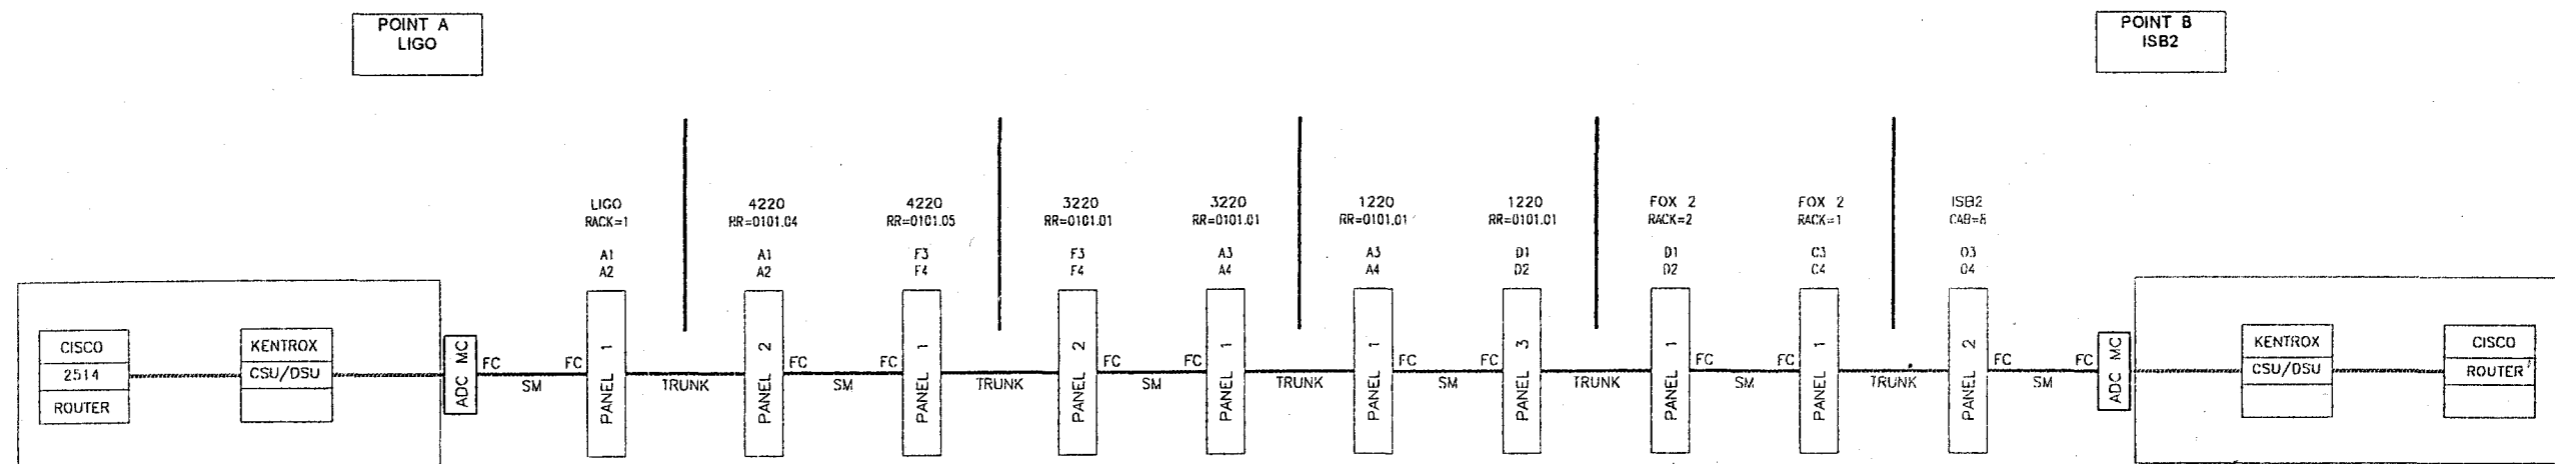 POINT A
LIGO
POINT B
ISB2
LIGO
RACK=1
A1
A2
4220
RR=0101.04
A1
A2
4220
RR=0101.05
F3
F4
3220
RR=0101.01
F3
F4
3220
RR=0101.01
A3
A4
1220
RR=0101.01
A3
A4
1220
RR=0101.01
D1
D2
FOX 2
RACK=2
D1
D2
FOX 2
RACK=1
C3
C4
ISB2
CISCO
2514
ROUTER
KENTROX
CSU/DSU
ADC MC
FC
SM
FC
PANEL 1
TRUNK
PANEL 2
FC
SM
FC
PANEL 1
TRUNK
PANEL 2
FC
SM
FC
PANEL 1
TRUNK
PANEL 1
FC
SM
FC
PANEL 3
TRUNK
PANEL 1
FC
SM
FC
PANEL 1
TRUNK
PANEL 2
FC
SM
FC
ADC MC
KENTROX
CSU/DSU
CISCO
ROUTER